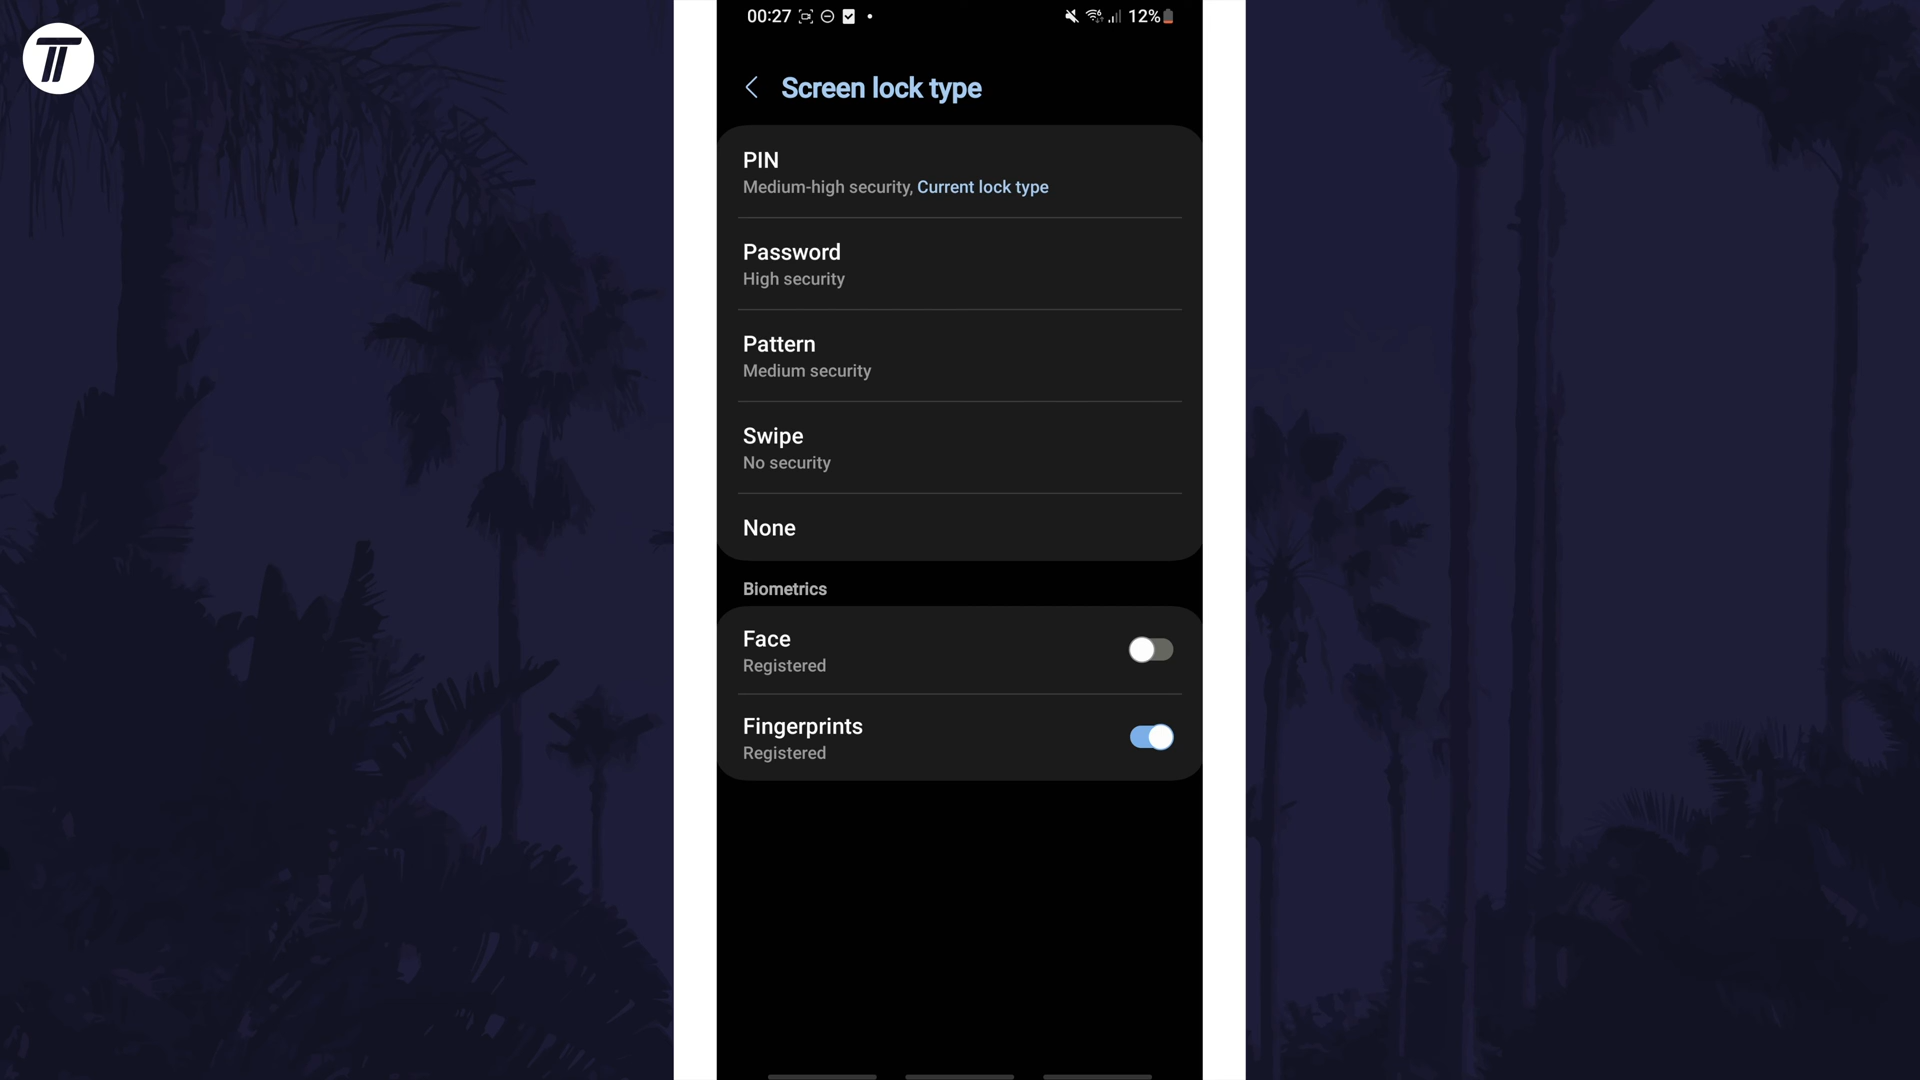 00:27
12%
Screen lock type
PIN
Medium-high security, Current lock type
Password
High security
Pattern
Medium security
Swipe
No security
None
Biometrics
Face
Registered
Fingerprints
Registered